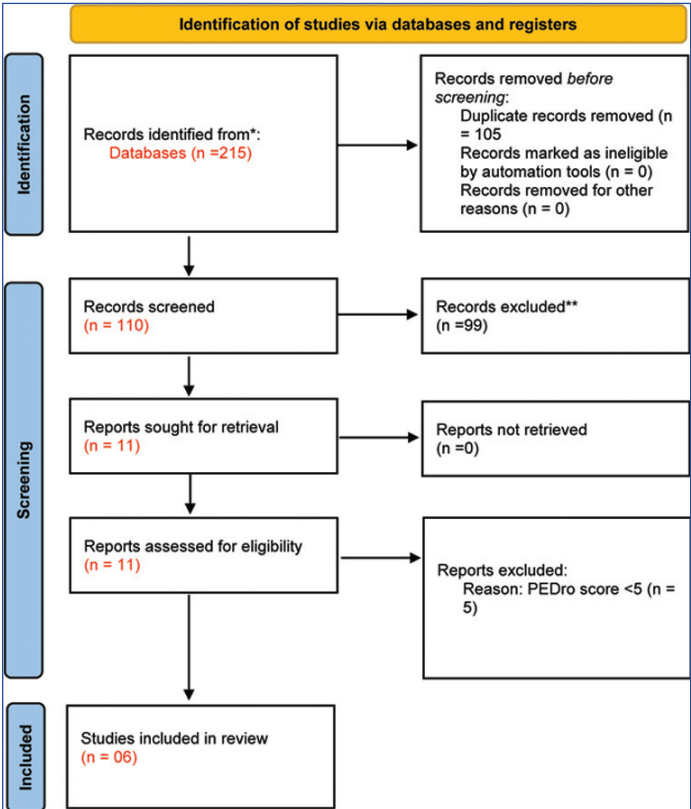 Identification of studies via databases and registers
Identification
Records identified from*:
Databases (n =215)
Records removed before
screening:
Duplicate records removed (n
= 105
Records marked as ineligible
by automation tools (n = 0)
Records removed for other
reasons (n = 0)
Screening
Records screened
(n = 110)
Records excluded**
(n =99)
Reports sought for retrieval
(n = 11)
Reports not retrieved
(n =0)
Reports assessed for eligibility
(n = 11)
Reports excluded:
Reason: PEDro score <5 (n =
5)
Included
Studies included in review
(n = 06)